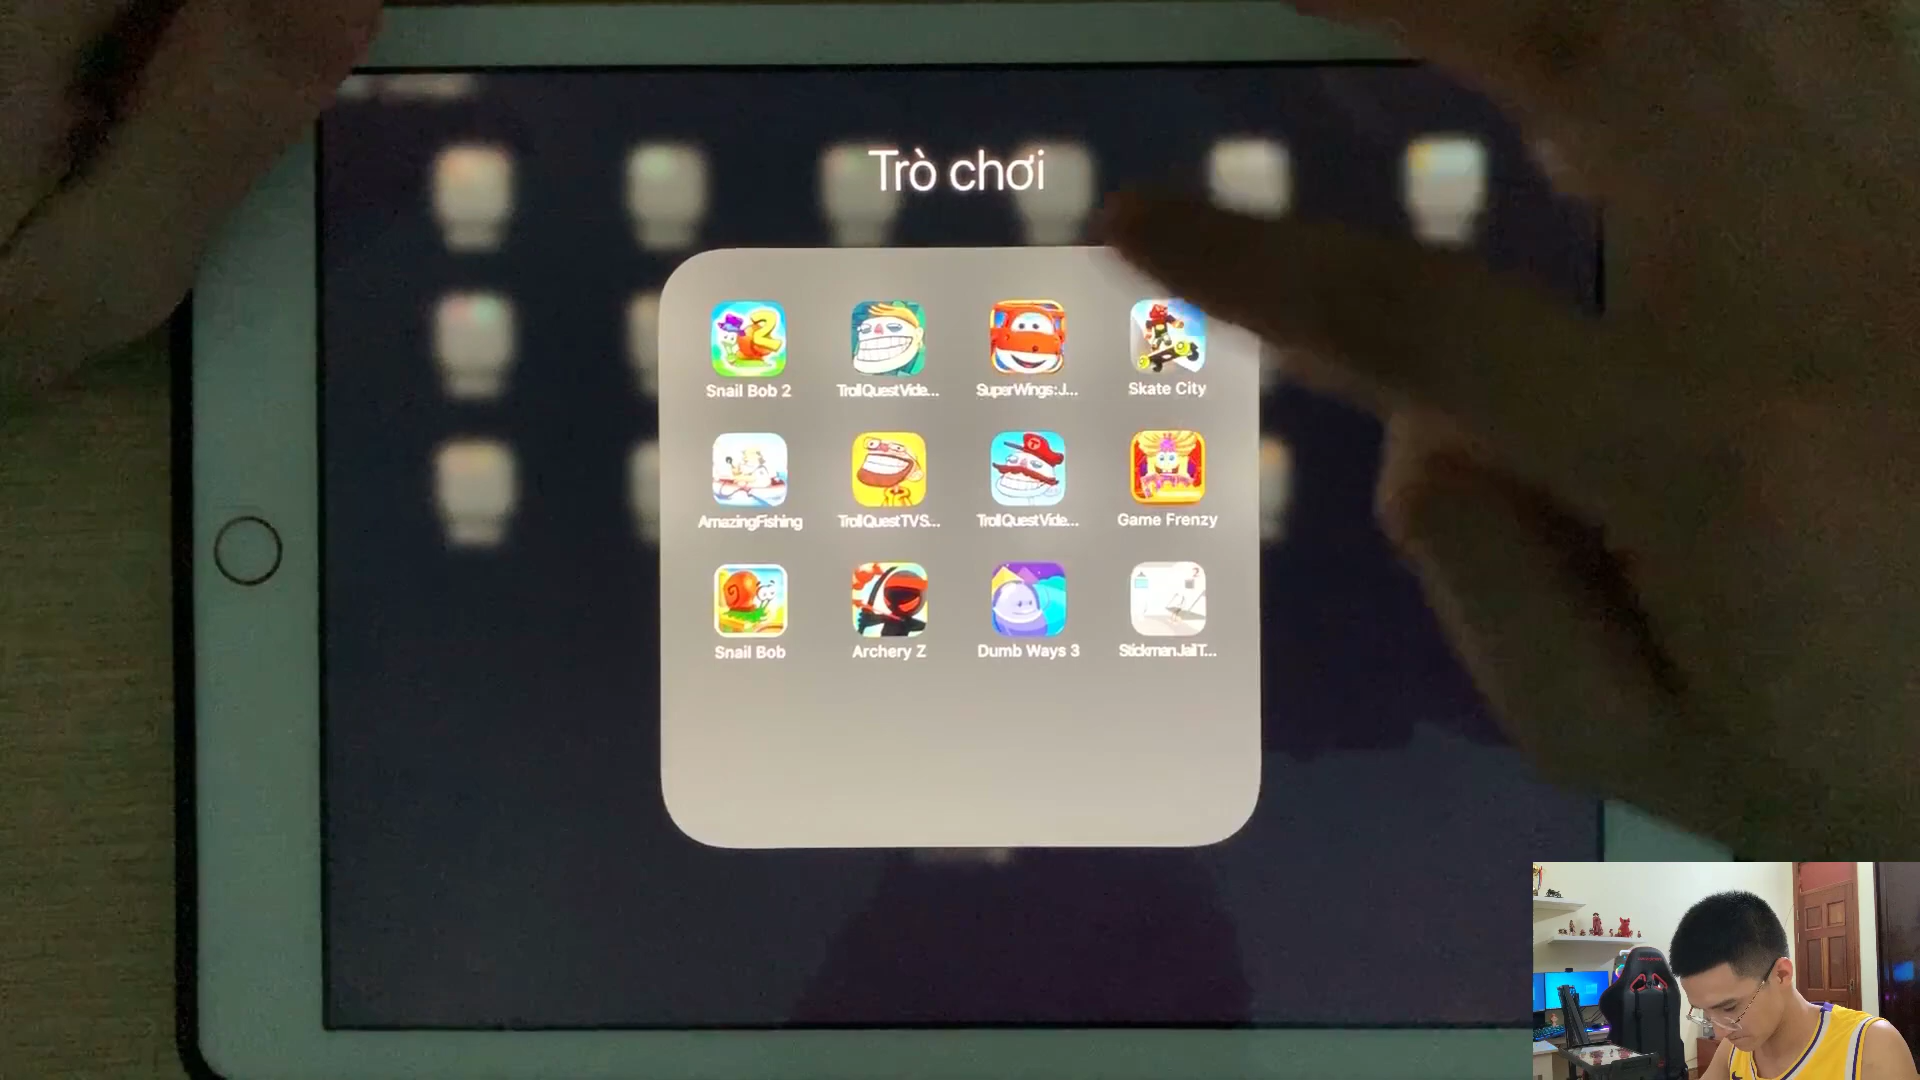 Trò chơi
Snail Bob 2
TrollQuestVide...
SuperWings: J...
Skate City
AmazingFishing
TrollQuestTVS...
TrollQuestVide...
Game Frenzy
Snail Bob
Archery Z
Dumb Ways 3
StickmanJailT...